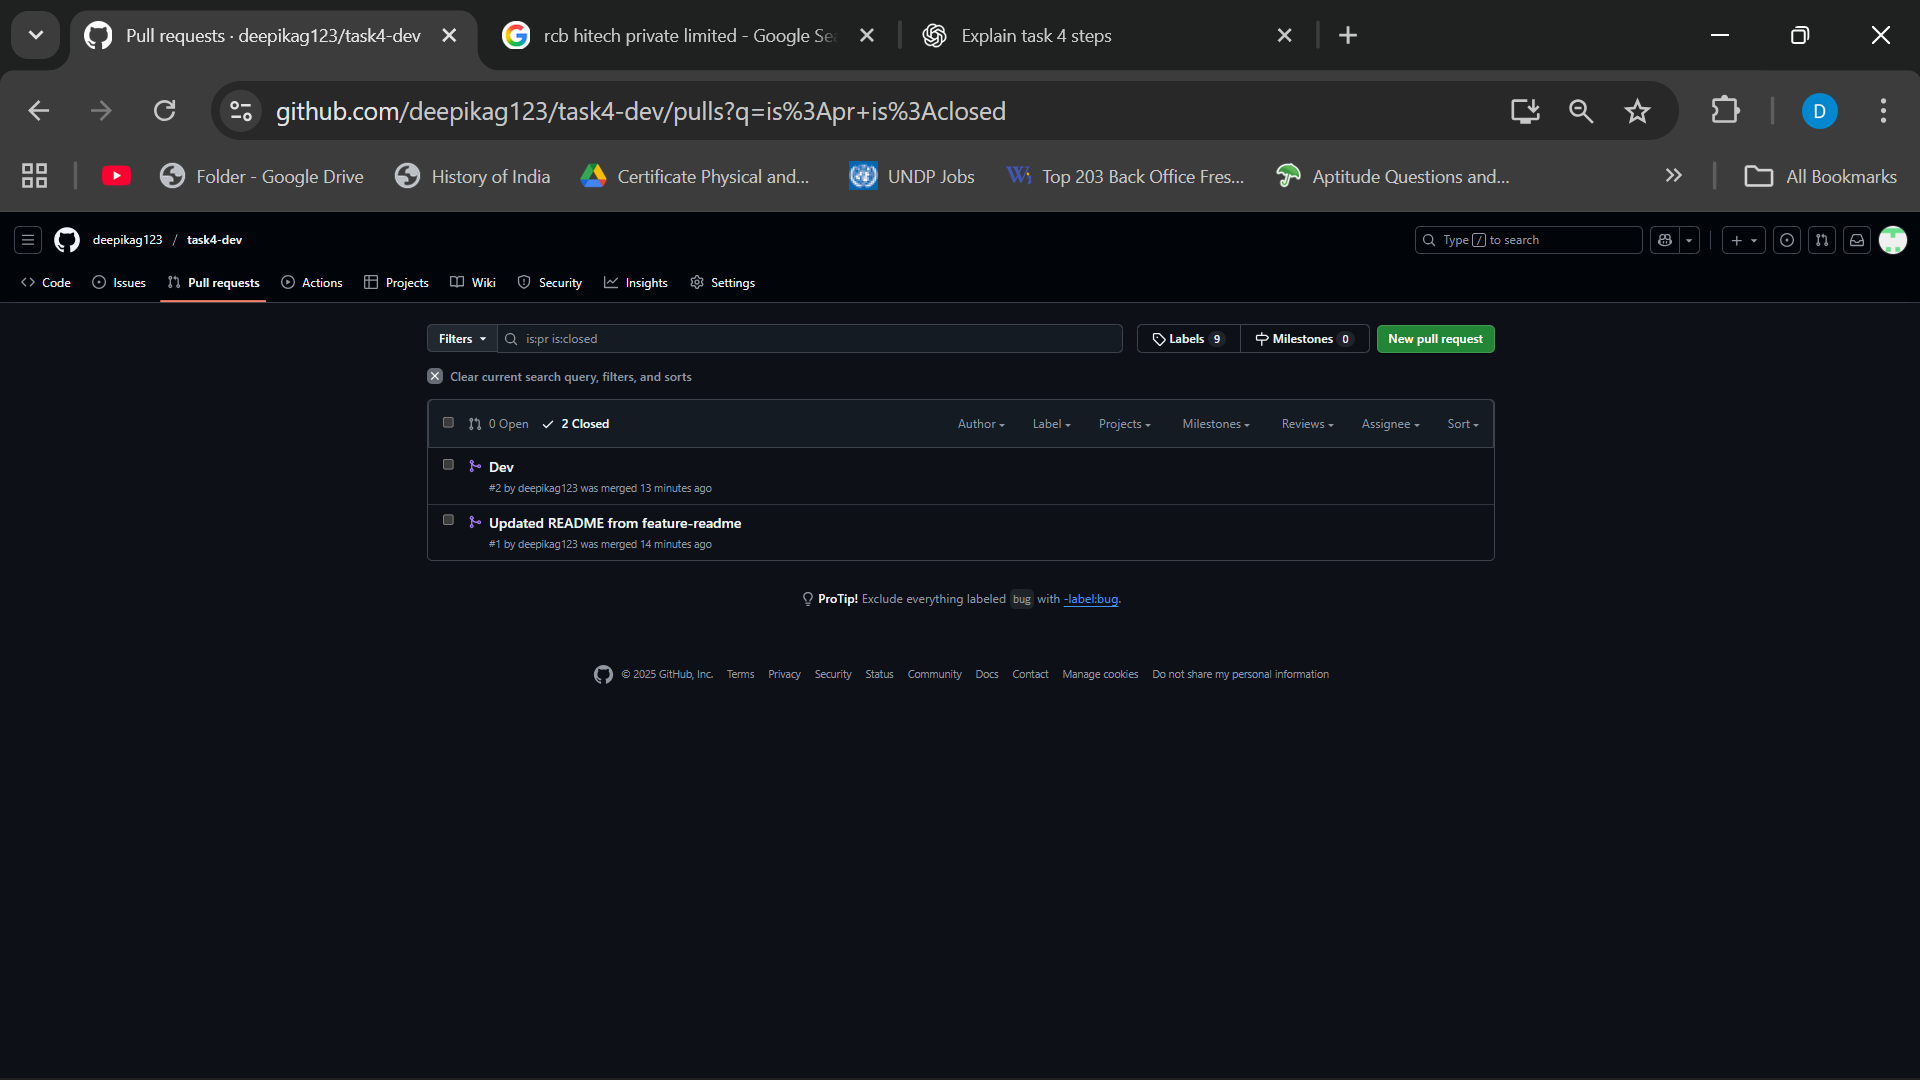 Pull requests · deepikag123/task4-dev
rcb hitech private limited - Google Se
Explain task 4 steps
github.com/deepikag123/task4-dev/pulls?q=is%3Apr+is%3Aclosed
D
Folder - Google Drive
History of India
Certificate Physical and...
UNDP Jobs
Top 203 Back Office Fres...
Aptitude Questions and...
All Bookmarks
deepikag123 / task4-dev
Type / to search
Code
Issues
Pull requests
Actions
Projects
Wiki
Security
Insights
Settings
Filters
is:pr is:closed
Labels 9
Milestones 0
New pull request
Clear current search query, filters, and sorts
0 Open
2 Closed
Author
Label
Projects
Milestones
Reviews
Assignee
Sort
Dev
#2 by deepikag123 was merged 13 minutes ago
Updated README from feature-readme
#1 by deepikag123 was merged 14 minutes ago
ProTip! Exclude everything labeled bug with -label:bug.
© 2025 GitHub, Inc. Terms Privacy Security Status Community Docs Contact Manage cookies Do not share my personal information